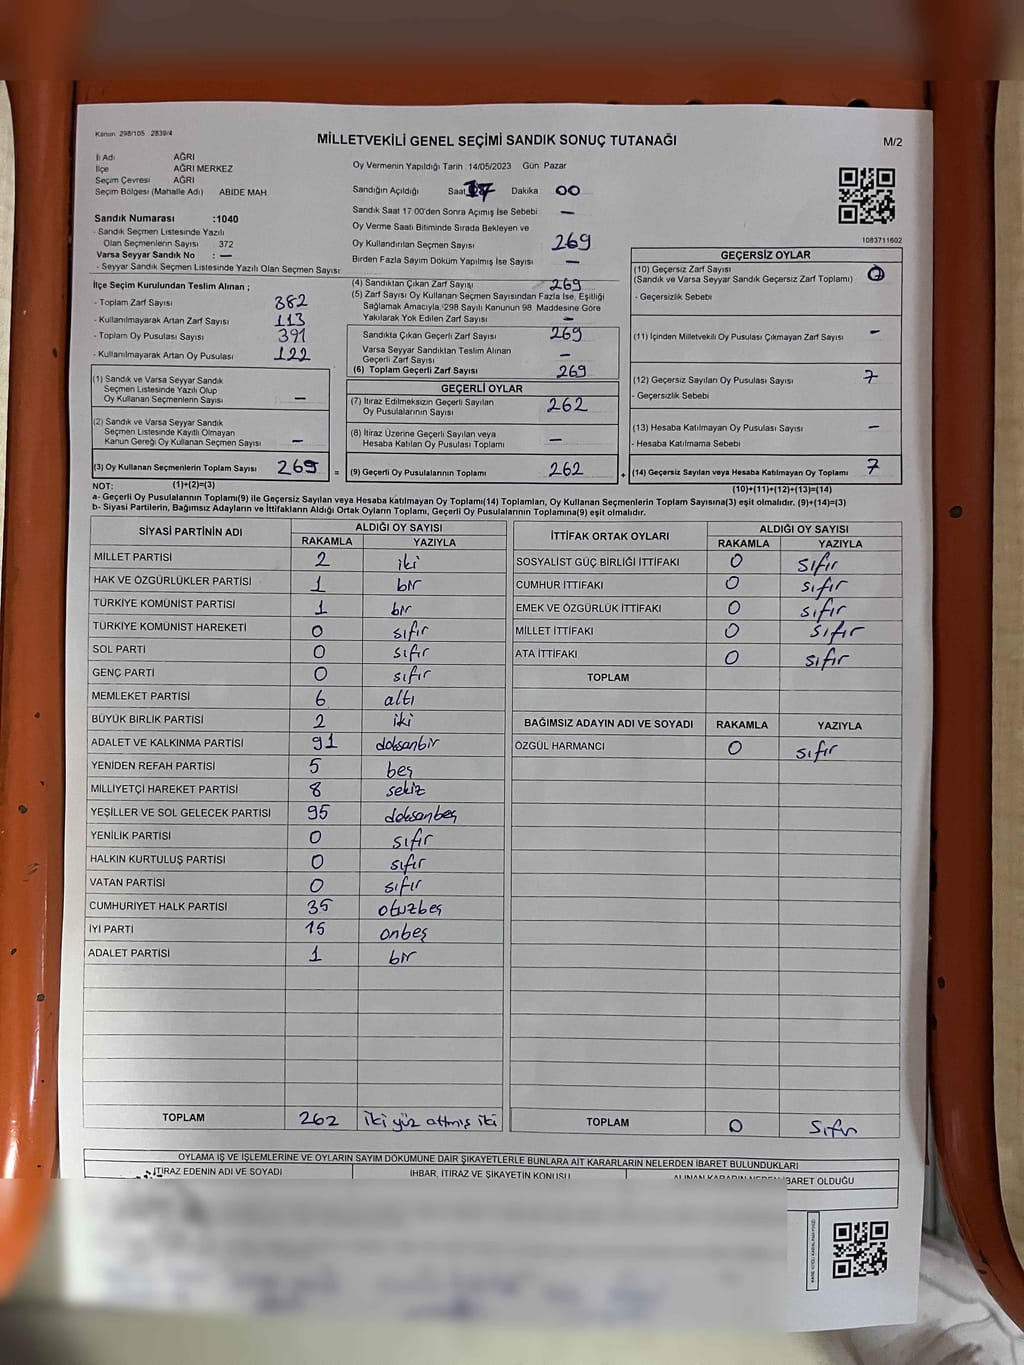 Kanun 298/105 2839/4
MİLLETVEKİLİ GENEL SEÇİMİ SANDIK SONUÇ TUTANAĞI
M/2
İl Adı AĞRI
İlçe AĞRI MERKEZ
Seçim Çevresi AĞRI
Seçim Bölgesi (Mahalle Adı) ABİDE MAH
Sandık Numarası :1040
- Sandık Seçmen Listesinde Yazılı
Olan Seçmenlerin Sayısı : 372
Varsa Seyyar Sandık No : —
- Seyyar Sandık Seçmen Listesinde Yazılı Olan Seçmen Sayısı:
Oy Vermenin Yapıldığı Tarih 14/05/2023 Gün Pazar
Sandığın Açıldığı Saat 17 Dakika 00
Sandık Saat 17.00'den Sonra Açımış İse Sebebi —
Oy Verme Saati Bitiminde Sırada Bekleyen ve
Oy Kullandırılan Seçmen Sayısı 269
Birden Fazla Sayım Döküm Yapılmış İse Sayısı —
1083711602
İlçe Seçim Kurulundan Teslim Alınan ;
- Toplam Zarf Sayısı 382
- Kullanılmayarak Artan Zarf Sayısı 113
- Toplam Oy Pusulası Sayısı 391
- Kullanılmayarak Artan Oy Pusulası 122
(1) Sandık ve Varsa Seyyar Sandık
Seçmen Listesinde Yazılı Olup
Oy Kullanan Seçmenlerin Sayısı —
(2) Sandık ve Varsa Seyyar Sandık
Seçmen Listesinde Kayıtlı Olmayan
Kanun Gereği Oy Kullanan Seçmen Sayısı —
(3) Oy Kullanan Seçmenlerin Toplam Sayısı 269 =
(4) Sandıktan Çıkan Zarf Sayısı 269
(5) Zarf Sayısı Oy Kullanan Seçmen Sayısından Fazla İse, Eşitliği
Sağlamak Amacıyla, 298 Sayılı Kanunun 98. Maddesine Göre
Yakılarak Yok Edilen Zarf Sayısı —
Sandıkta Çıkan Geçerli Zarf Sayısı 269
Varsa Seyyar Sandıktan Teslim Alınan
Geçerli Zarf Sayısı —
(6) Toplam Geçerli Zarf Sayısı 269
GEÇERLİ OYLAR
(7) İtiraz Edilmeksizin Geçerli Sayılan
Oy Pusulalarının Sayısı 262
(8) İtiraz Üzerine Geçerli Sayılan veya
Hesaba Katılan Oy Pusulası Toplamı —
(9) Geçerli Oy Pusulalarının Toplamı 262 +
GEÇERSİZ OYLAR
(10) Geçersiz Zarf Sayısı 0
(Sandık ve Varsa Seyyar Sandık Geçersiz Zarf Toplamı)
- Geçersizlik Sebebi
(11) İçinden Milletvekili Oy Pusulası Çıkmayan Zarf Sayısı —
(12) Geçersiz Sayılan Oy Pusulası Sayısı 7
- Geçersizlik Sebebi
(13) Hesaba Katılmayan Oy Pusulası Sayısı —
- Hesaba Katılmama Sebebi
(14) Geçersiz Sayılan veya Hesaba Katılmayan Oy Toplamı 7
NOT: (1)+(2)=(3)
(10)+(11)+(12)+(13)=(14)
a- Geçerli Oy Pusulalarının Toplamı(9) ile Geçersiz Sayılan veya Hesaba katılmayan Oy Toplamı(14) Toplamları, Oy Kullanan Seçmenlerin Toplam Sayısına(3) eşit olmalıdır. (9)+(14)=(3)
b- Siyasi Partilerin, Bağımsız Adayların ve İttifakların Aldığı Ortak Oyların Toplamı, Geçerli Oy Pusulalarının Toplamına(9) eşit olmalıdır.
SİYASİ PARTİNİN ADI ALDIĞI OY SAYISI
RAKAMLA YAZIYLA
MİLLET PARTİSİ 2 iki
HAK VE ÖZGÜRLÜKLER PARTİSİ 1 bir
TÜRKİYE KOMÜNİST PARTİSİ 1 bir
TÜRKİYE KOMÜNİST HAREKETİ 0 sıfır
SOL PARTİ 0 sıfır
GENÇ PARTİ 0 sıfır
MEMLEKET PARTİSİ 6 altı
BÜYÜK BİRLİK PARTİSİ 2 iki
ADALET VE KALKINMA PARTİSİ 91 doksanbir
YENİDEN REFAH PARTİSİ 5 beş
MİLLİYETÇİ HAREKET PARTİSİ 8 sekiz
YEŞİLLER VE SOL GELECEK PARTİSİ 95 doksanbeş
YENİLİK PARTİSİ 0 sıfır
HALKIN KURTULUŞ PARTİSİ 0 sıfır
VATAN PARTİSİ 0 sıfır
CUMHURİYET HALK PARTİSİ 35 otuzbeş
İYİ PARTİ 15 onbeş
ADALET PARTİSİ 1 bir
TOPLAM 262 iki yüz altmış iki
İTTİFAK ORTAK OYLARI ALDIĞI OY SAYISI
RAKAMLA YAZIYLA
SOSYALİST GÜÇ BİRLİĞİ İTTİFAKI 0 sıfır
CUMHUR İTTİFAKI 0 sıfır
EMEK VE ÖZGÜRLÜK İTTİFAKI 0 sıfır
MİLLET İTTİFAKI 0 sıfır
ATA İTTİFAKI 0 sıfır
TOPLAM
BAĞIMSIZ ADAYIN ADI VE SOYADI RAKAMLA YAZIYLA
ÖZGÜL HARMANCI 0 sıfır
TOPLAM 0 Sıfır
OYLAMA İŞ VE İŞLEMLERİNE VE OYLARIN SAYIM DÖKÜMÜNE DAİR ŞİKAYETLERLE BUNLARA AİT KARARLARIN NELERDEN İBARET BULUNDUKLARI
İTİRAZ EDENİN ADI VE SOYADI İHBAR, İTİRAZ VE ŞİKAYETİN KONUSU ALINAN KARARIN NEDEN İBARET OLDUĞU